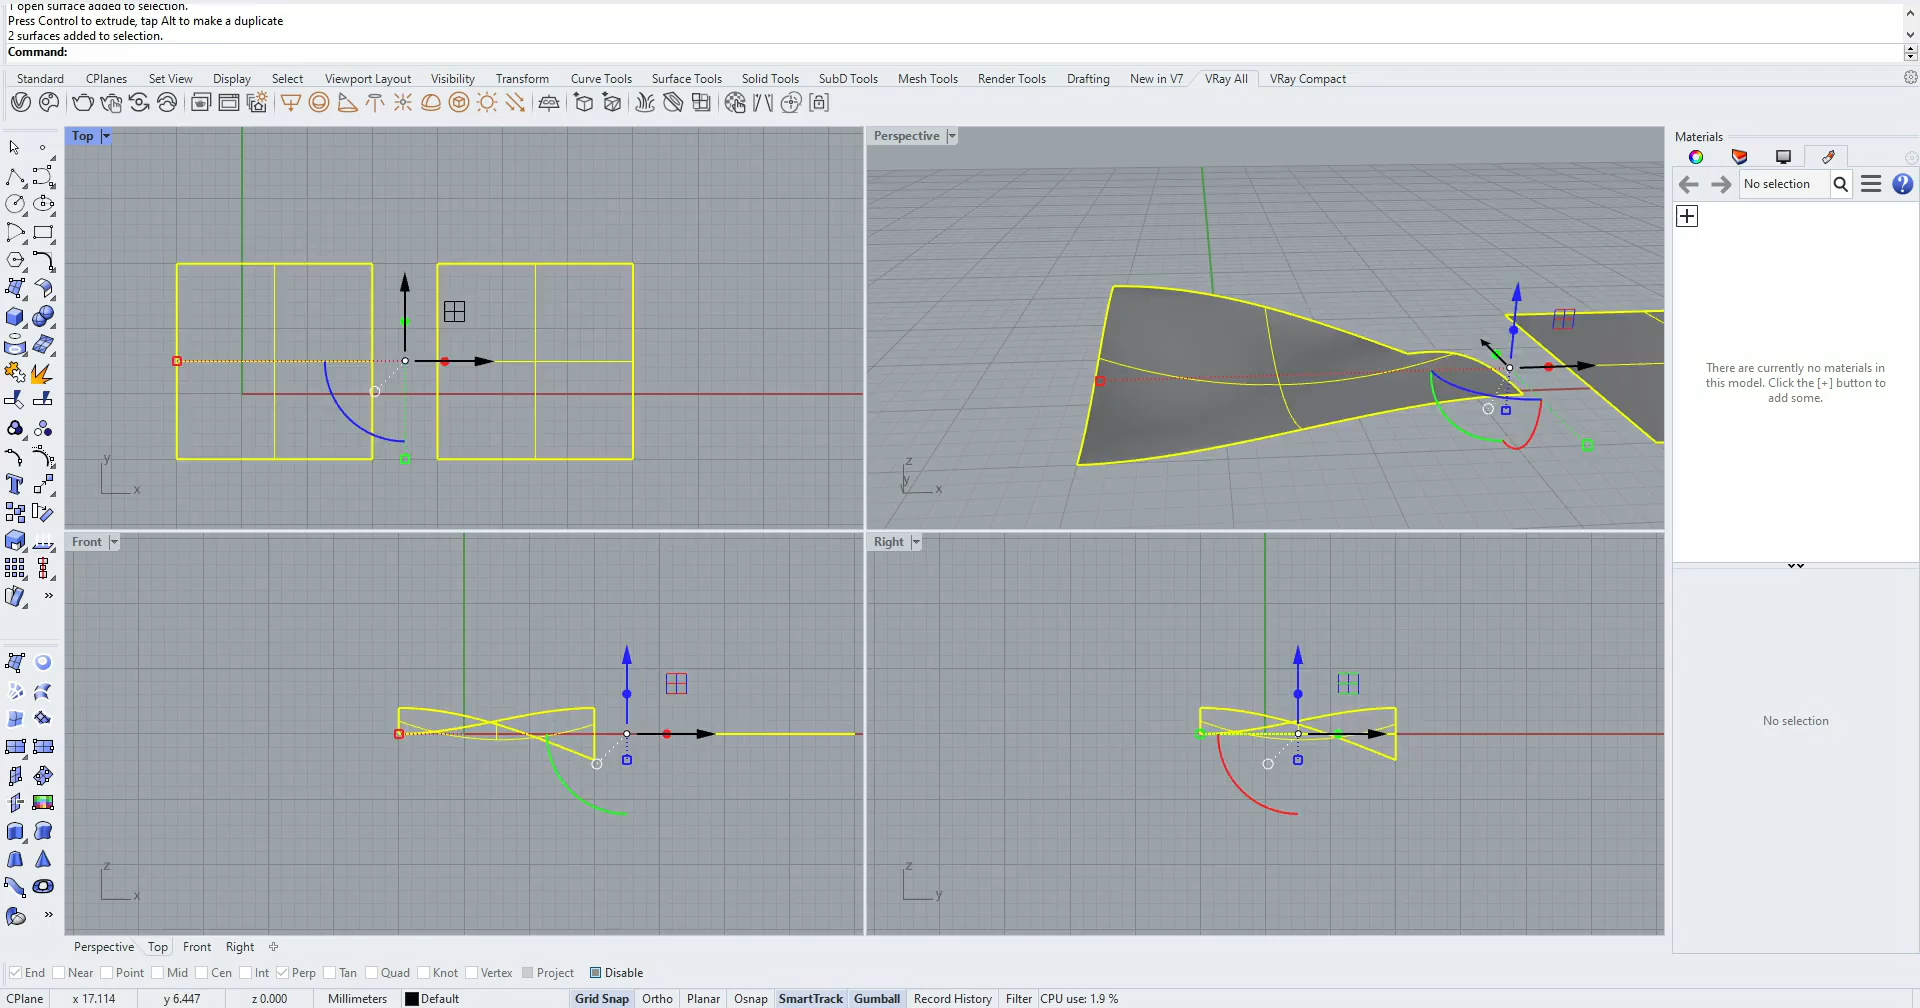 1 open surface added to selection.
Press Control to extrude, tap Alt to make a duplicate
2 surfaces added to selection.
Command:
Standard CPlanes Set View Display Select Viewport Layout Visibility Transform Curve Tools Surface Tools Solid Tools SubD Tools Mesh Tools Render Tools Drafting New in V7 VRay All VRay Compact
Top
Perspective
Materials
No selection
There are currently no materials in
this model. Click the [+] button to
add some.
y
x
z
y
x
Front
Right
No selection
z
x
z
y
Perspective Top Front Right
End Near Point Mid Cen Int Perp Tan Quad Knot Vertex Project Disable
CPlane x 17.114 y 6.447 z 0.000 Millimeters Default Grid Snap Ortho Planar Osnap SmartTrack Gumball Record History Filter CPU use: 1.9 %